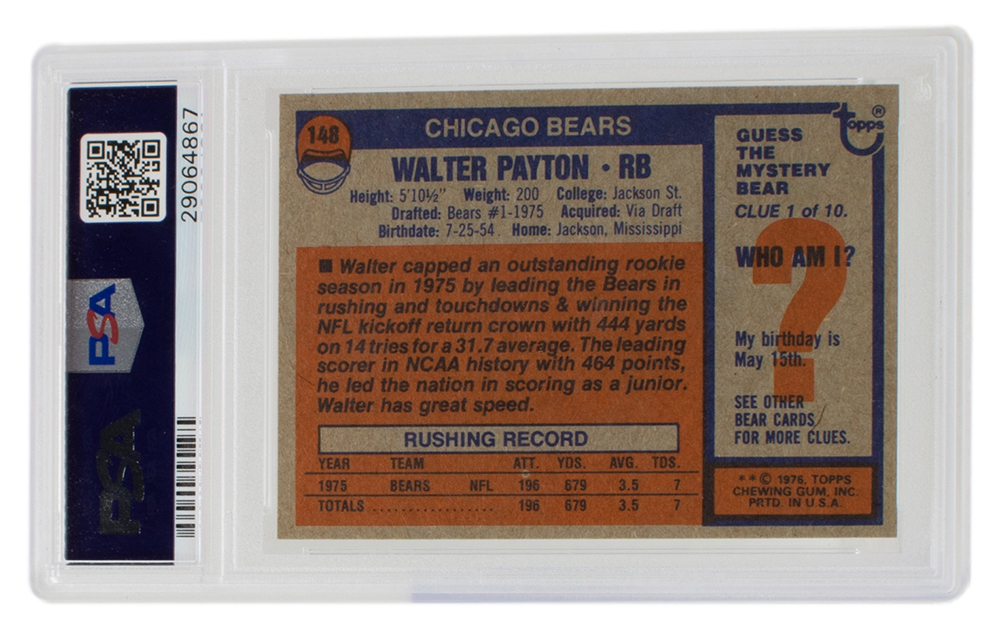 29064867
PSA
PSA
148
CHICAGO BEARS
WALTER PAYTON • RB
Height: 5'10½" Weight: 200 College: Jackson St.
Drafted: Bears #1-1975 Acquired: Via Draft
Birthdate: 7-25-54 Home: Jackson, Mississippi
■ Walter capped an outstanding rookie
season in 1975 by leading the Bears in
rushing and touchdowns & winning the
NFL kickoff return crown with 444 yards
on 14 tries for a 31.7 average. The leading
scorer in NCAA history with 464 points,
he led the nation in scoring as a junior.
Walter has great speed.
RUSHING RECORD
YEAR TEAM ATT. YDS. AVG. TDS.
1975 BEARS NFL 196 679 3.5 7
TOTALS .................... 196 679 3.5 7
topps®
GUESS
THE
MYSTERY
BEAR
CLUE 1 of 10.
?
WHO AM I?
My birthday is
May 15th.
SEE OTHER
BEAR CARDS
FOR MORE CLUES.
**© 1976, TOPPS
CHEWING GUM, INC.
PRTD. IN U.S.A.